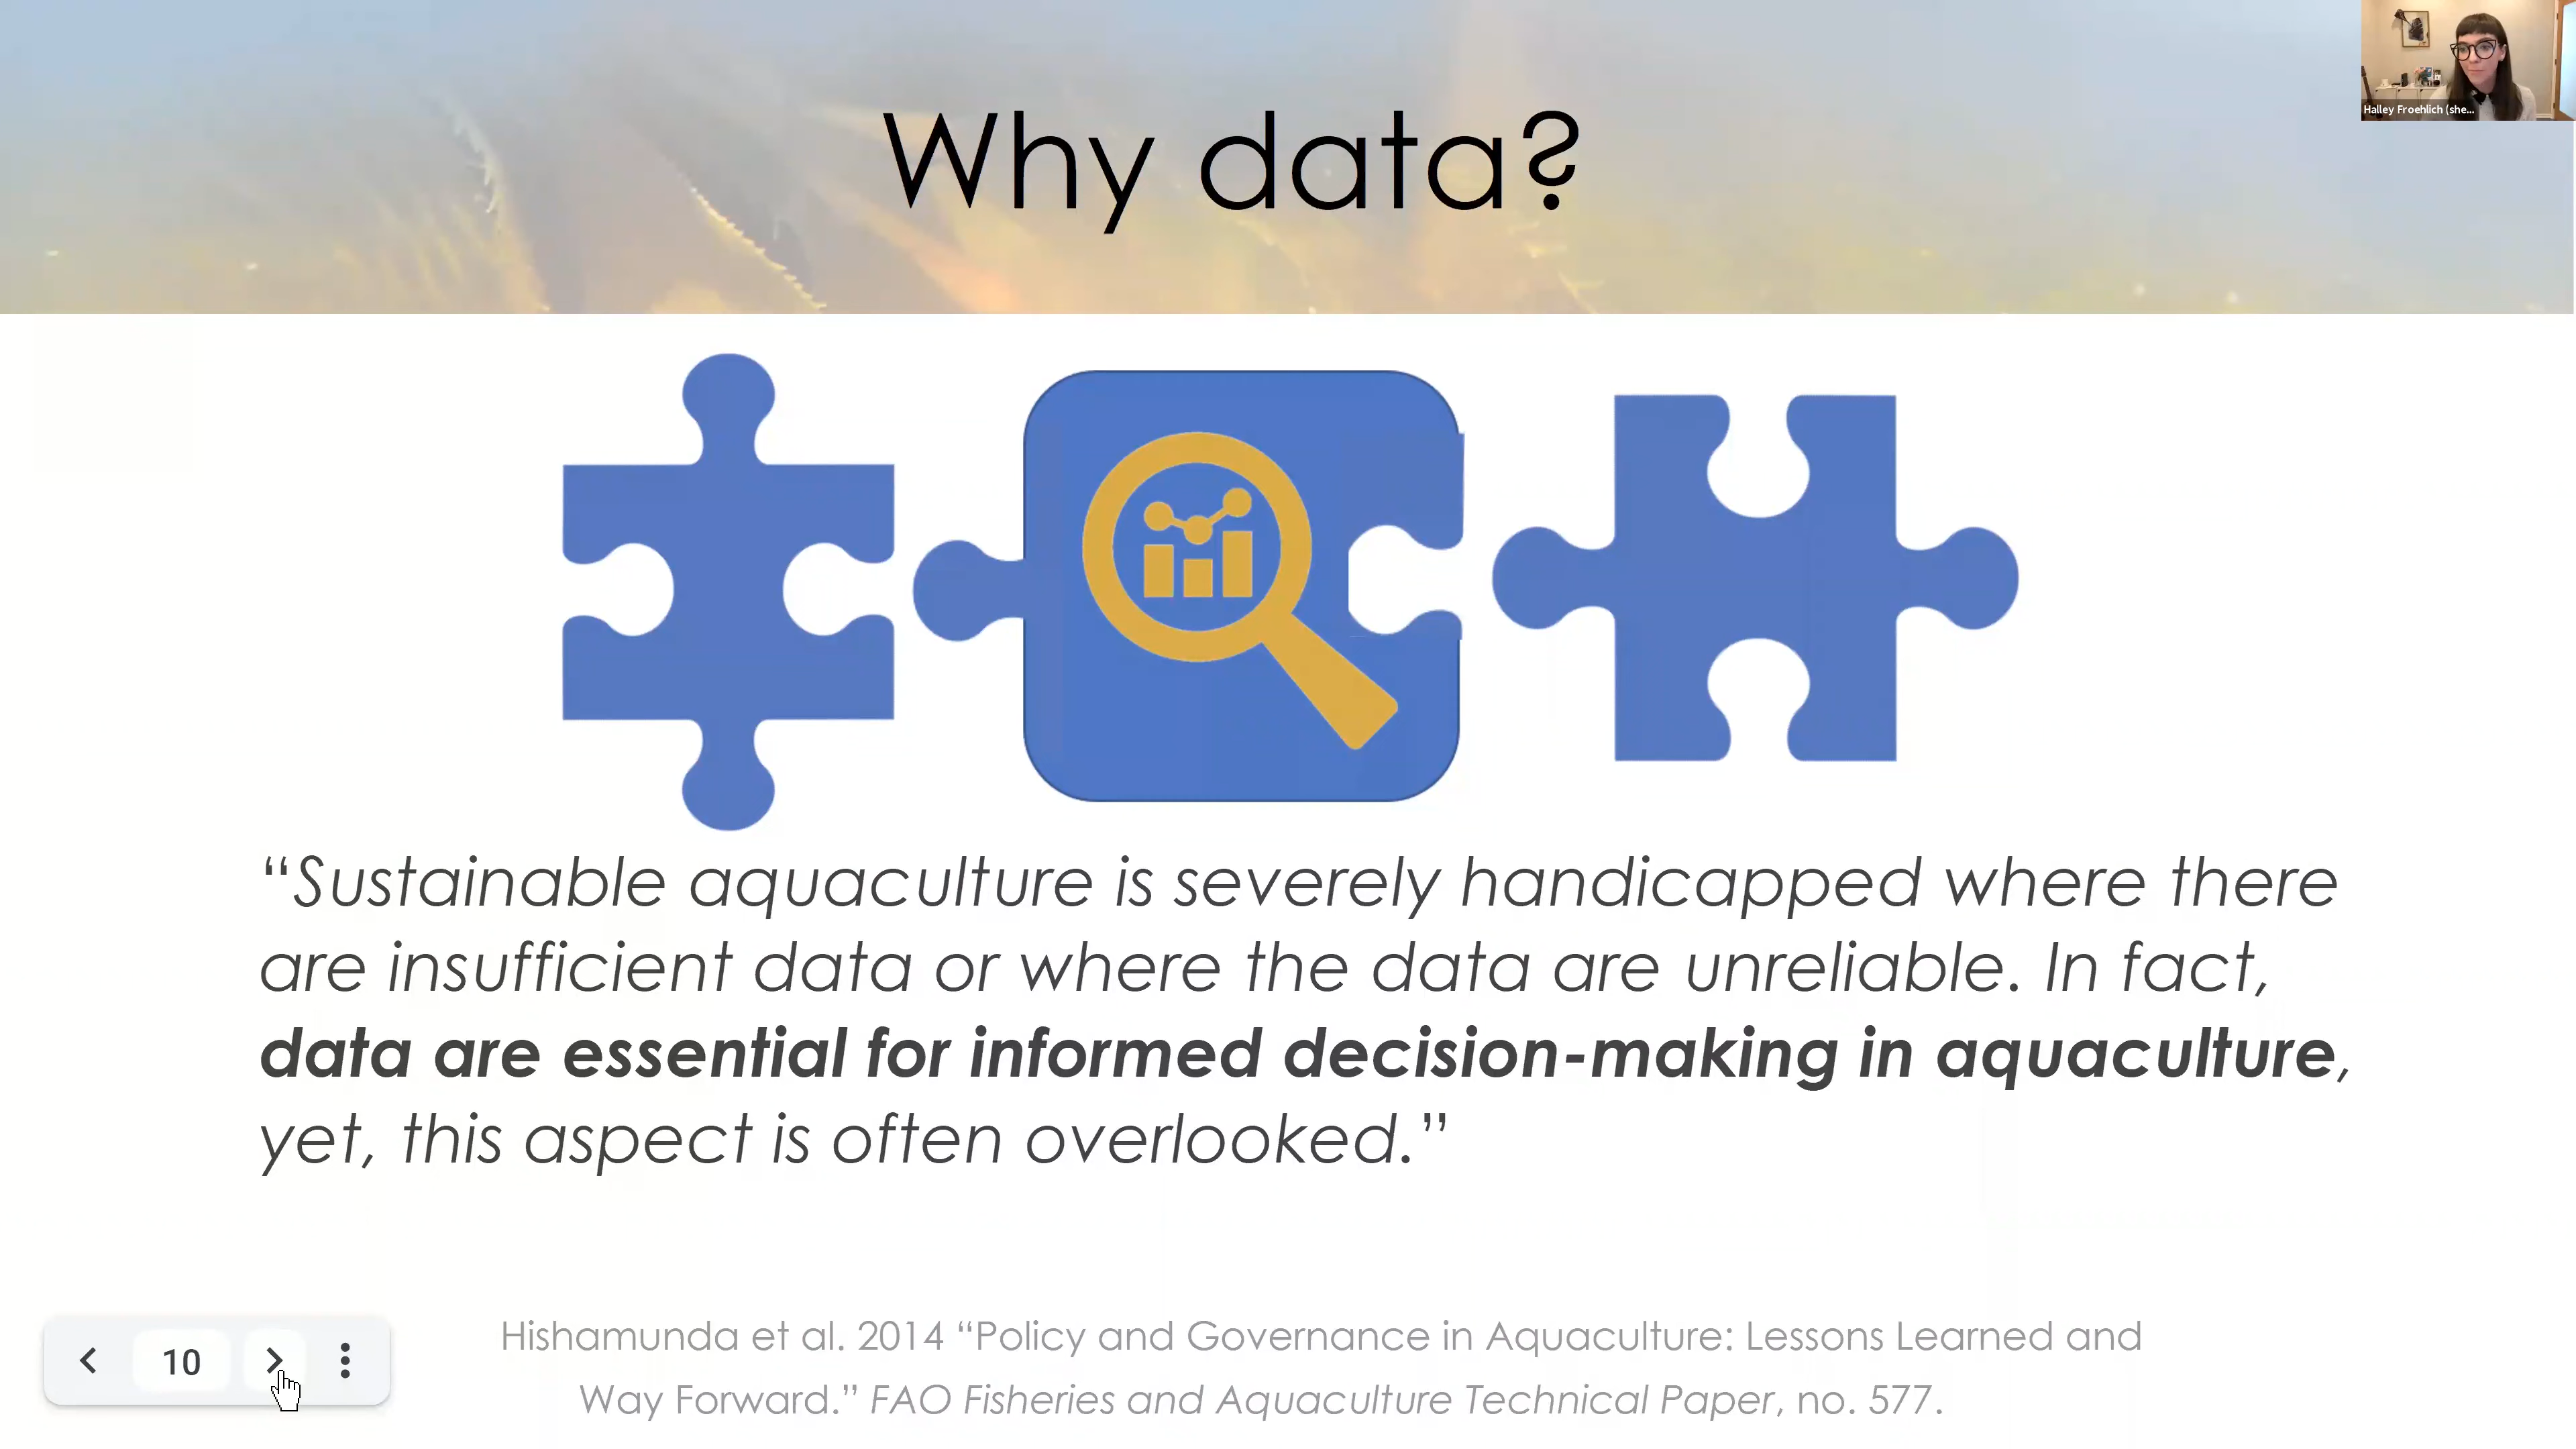 Why data?
Halley Froehlich (she...
“Sustainable aquaculture is severely handicapped where there
are insufficient data or where the data are unreliable. In fact,
data are essential for informed decision-making in aquaculture,
yet, this aspect is often overlooked.”
10
Hishamunda et al. 2014 “Policy and Governance in Aquaculture: Lessons Learned and
Way Forward.” FAO Fisheries and Aquaculture Technical Paper, no. 577.